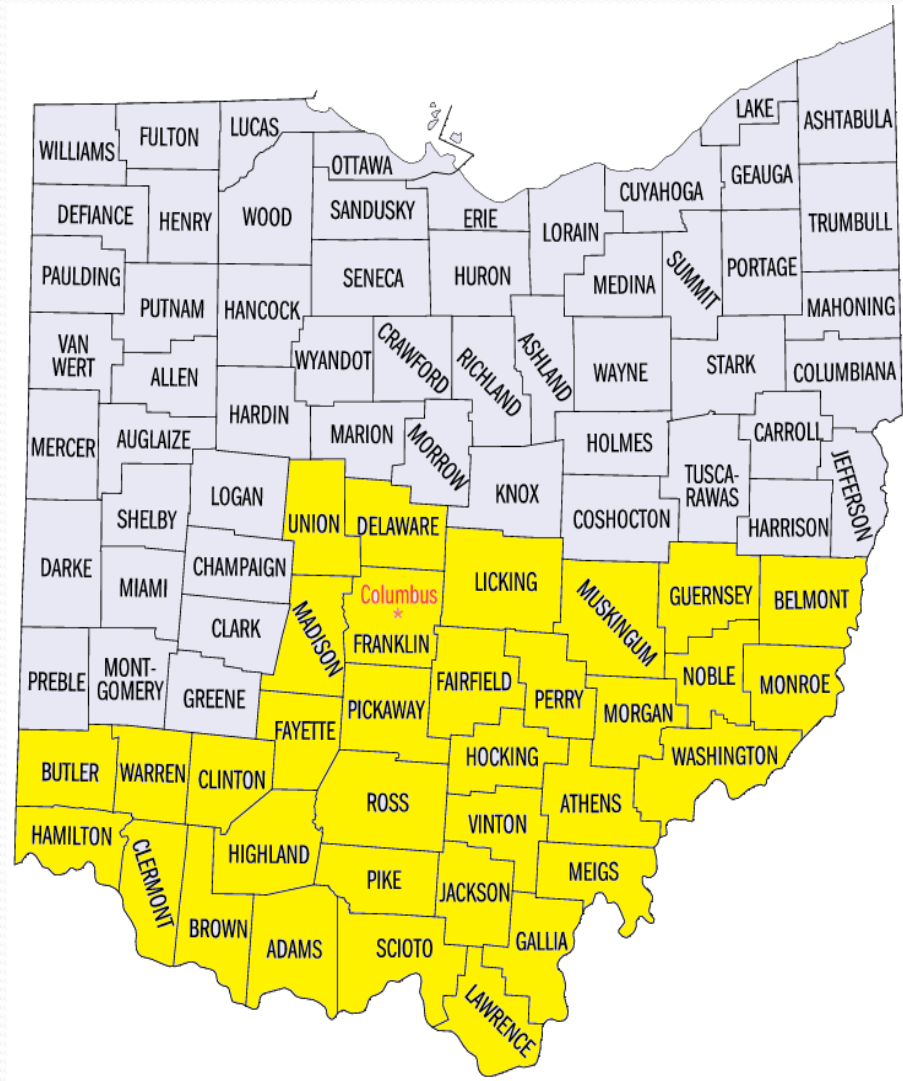 LAKE
ASHTABULA
LUCAS
FULTON
WILLIAMS
OTTAWA
GEAUGA
CUYAHOGA
DEFIANCE
HENRY
WOOD
SANDUSKY
ERIE
LORAIN
TRUMBULL
PAULDING
SENECA
HURON
MEDINA
SUMMIT
PORTAGE
PUTNAM
HANCOCK
MAHONING
VAN
WERT
ALLEN
WYANDOT
CRAWFORD
RICHLAND
ASHLAND
WAYNE
STARK
COLUMBIANA
HARDIN
MERCER
AUGLAIZE
MARION
MORROW
HOLMES
CARROLL
JEFFERSON
KNOX
TUSCA-
RAWAS
LOGAN
SHELBY
UNION
DELAWARE
COSHOCTON
HARRISON
DARKE
MIAMI
CHAMPAIGN
LICKING
MUSKINGUM
GUERNSEY
BELMONT
Columbus
*
CLARK
MADISON
FRANKLIN
PREBLE
MONT-
GOMERY
GREENE
FAIRFIELD
PERRY
NOBLE
MONROE
PICKAWAY
MORGAN
FAYETTE
HOCKING
WASHINGTON
BUTLER
WARREN
CLINTON
ROSS
VINTON
ATHENS
HAMILTON
CLERMONT
HIGHLAND
PIKE
JACKSON
MEIGS
BROWN
ADAMS
SCIOTO
GALLIA
LAWRENCE